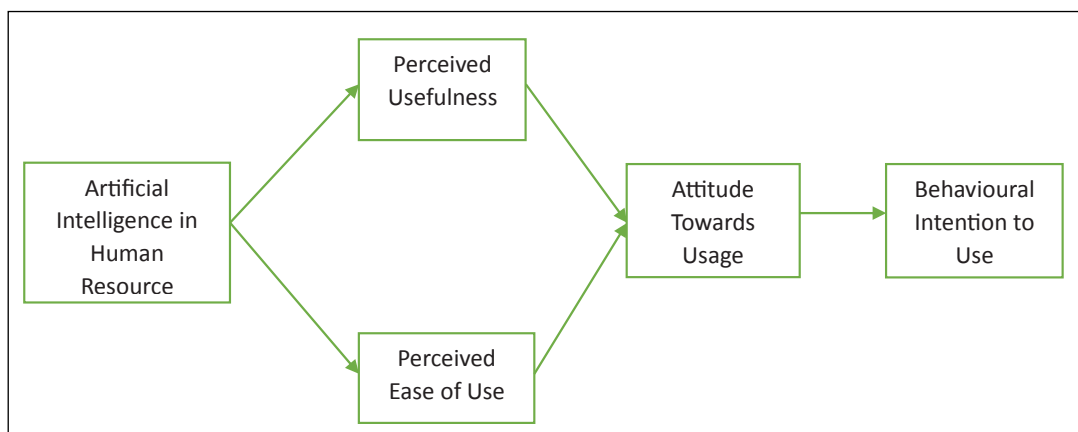 Perceived
Usefulness
Artificial
Intelligence in
Human
Resource
Attitude
Towards
Usage
Behavioural
Intention to
Use
Perceived
Ease of Use